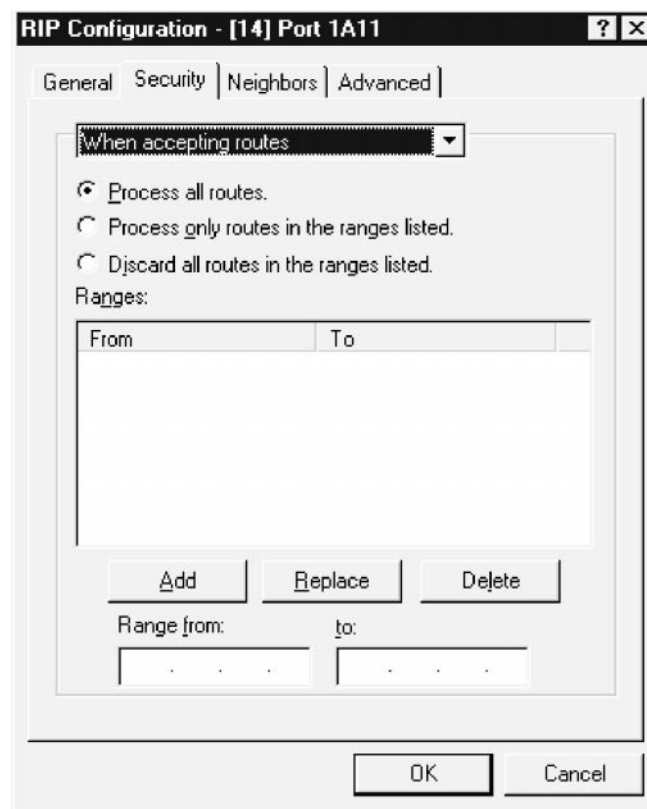 RIP Configuration - [14] Port 1A11
General Security Neighbors Advanced
When accepting routes
Process all routes.
Process only routes in the ranges listed.
Discard all routes in the ranges listed.
Ranges:
From To
Add Replace Delete
Range from: to:
. . . . . .
OK Cancel